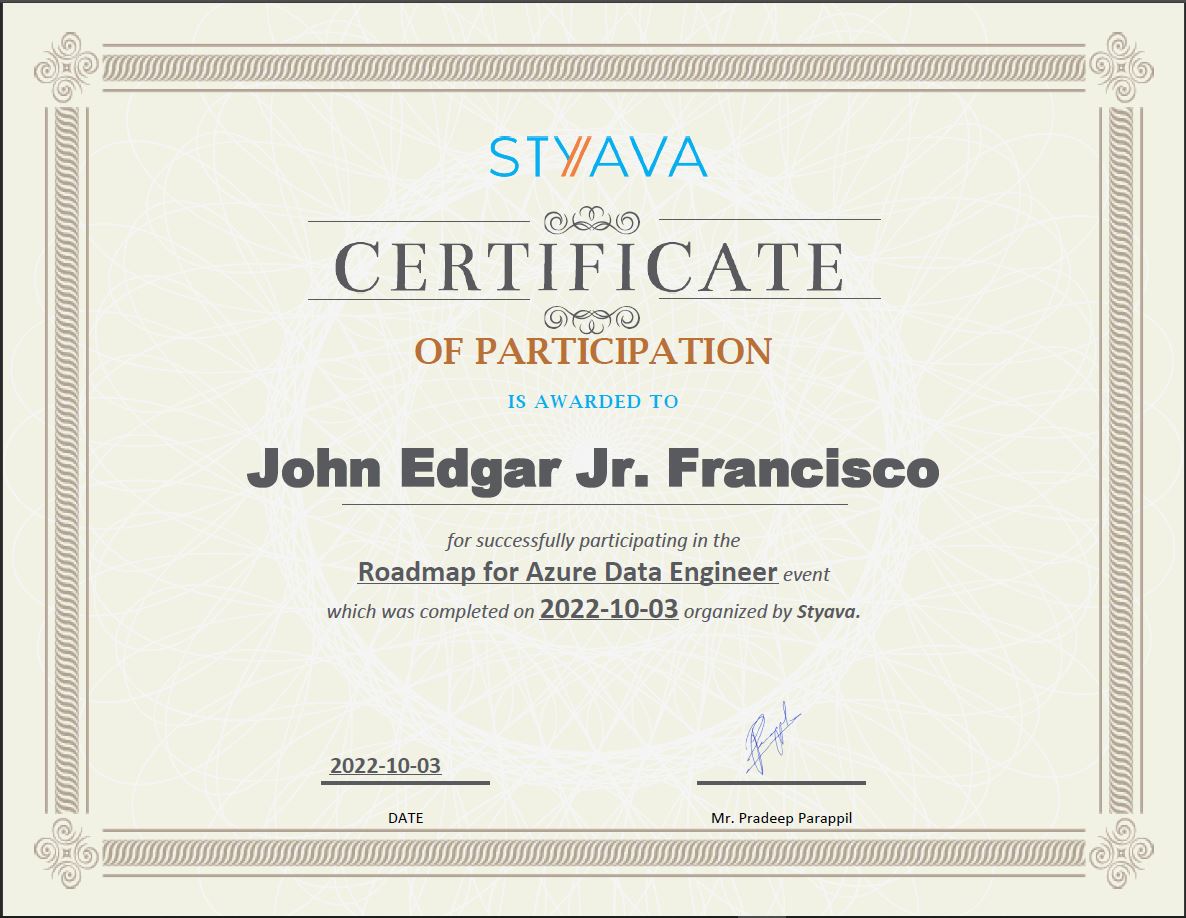 STYAVA
CERTIFICATE
OF PARTICIPATION
IS AWARDED TO
John Edgar Jr. Francisco
for successfully participating in the
Roadmap for Azure Data Engineer event
which was completed on 2022-10-03 organized by Styava.
2022-10-03
DATE
Mr. Pradeep Parappil